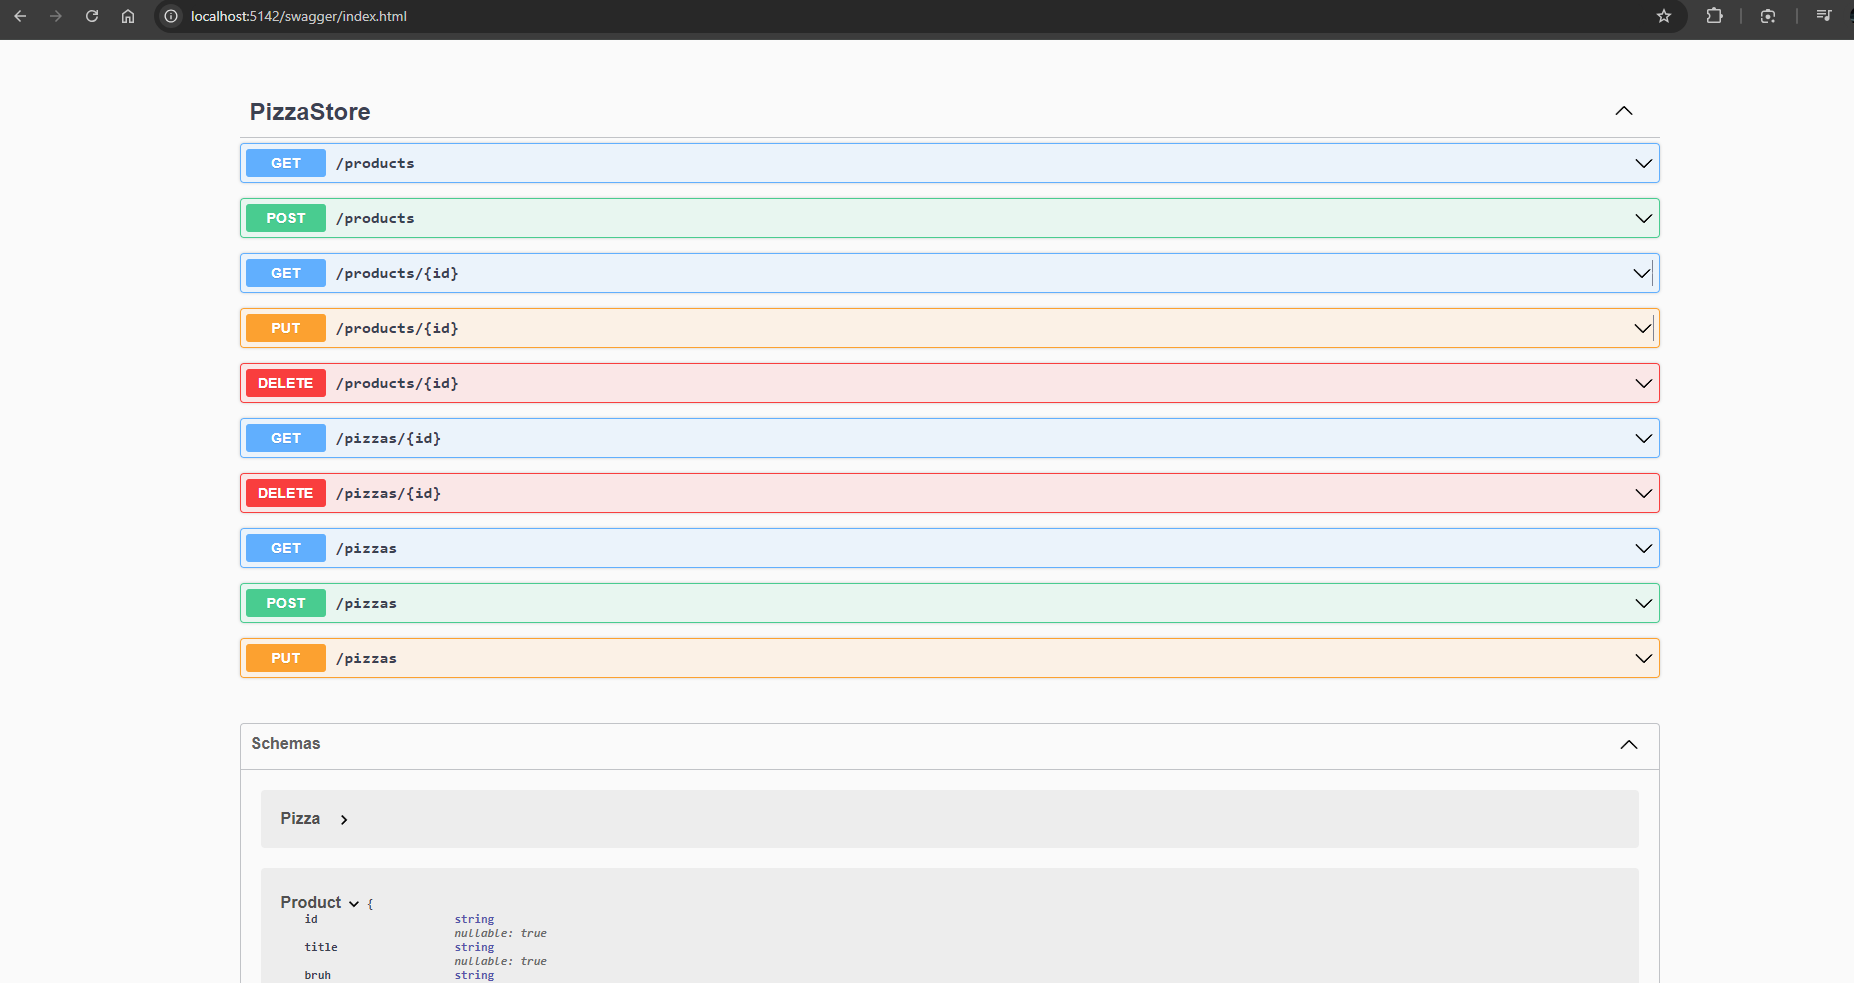 localhost:5142/swagger/index.html
PizzaStore
GET /products
POST /products
GET /products/{id}
PUT /products/{id}
DELETE /products/{id}
GET /pizzas/{id}
DELETE /pizzas/{id}
GET /pizzas
POST /pizzas
PUT /pizzas
Schemas
Pizza
Product {
id string
nullable: true
title string
nullable: true
bruh string